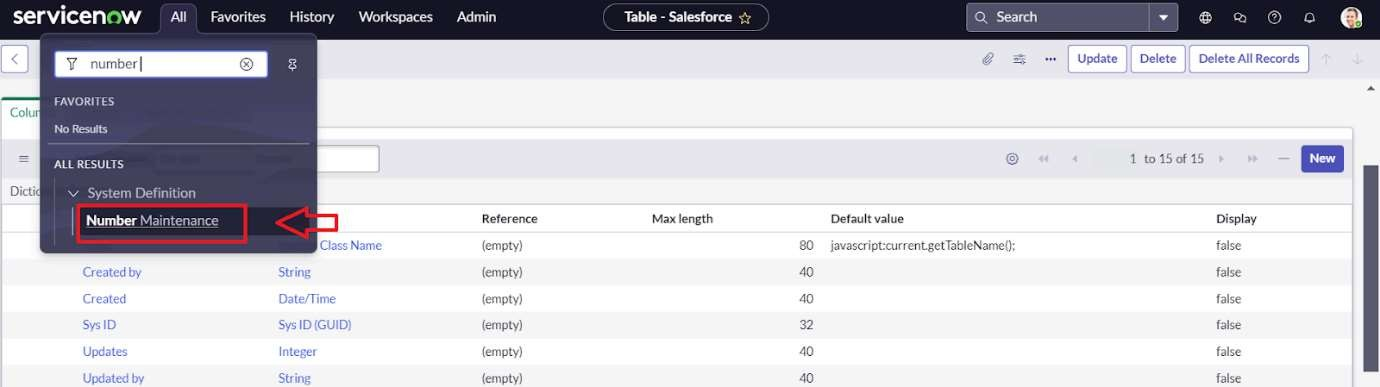 servicenow All Favorites History Workspaces Admin Table - Salesforce Search
number Update Delete Delete All Records
FAVORITES
No Results
1 to 15 of 15 New
ALL RESULTS
System Definition
Number Maintenance
Reference Max length Default value Display
Class Name (empty) 80 javascript:current.getTableName(); false
Created by String (empty) 40 false
Created Date/Time (empty) 40 false
Sys ID Sys ID (GUID) (empty) 32 false
Updates Integer (empty) 40 false
Updated by String (empty) 40 false